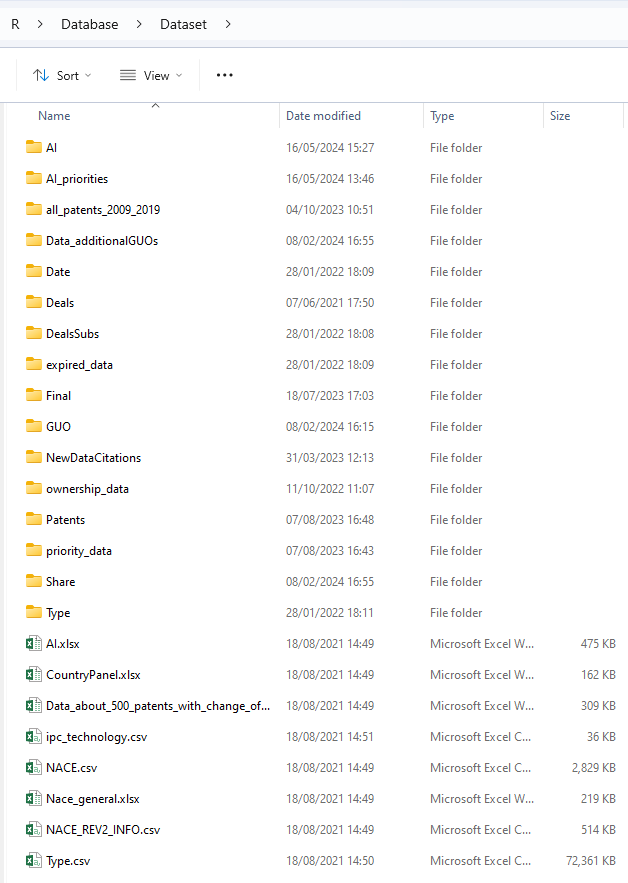 R > Database > Dataset >
Sort View ...
Name Date modified Type Size
AI 16/05/2024 15:27 File folder
AI_priorities 16/05/2024 13:46 File folder
all_patents_2009_2019 04/10/2023 10:51 File folder
Data_additionalGUOs 08/02/2024 16:55 File folder
Date 28/01/2022 18:09 File folder
Deals 07/06/2021 17:50 File folder
DealsSubs 28/01/2022 18:08 File folder
expired_data 28/01/2022 18:09 File folder
Final 18/07/2023 17:03 File folder
GUO 08/02/2024 16:15 File folder
NewDataCitations 31/03/2023 12:13 File folder
ownership_data 11/10/2022 11:07 File folder
Patents 07/08/2023 16:48 File folder
priority_data 07/08/2023 16:43 File folder
Share 08/02/2024 16:55 File folder
Type 28/01/2022 18:11 File folder
AI.xlsx 18/08/2021 14:49 Microsoft Excel W... 475 KB
CountryPanel.xlsx 18/08/2021 14:49 Microsoft Excel W... 162 KB
Data_about_500_patents_with_change_of... 18/08/2021 14:49 Microsoft Excel W... 309 KB
ipc_technology.csv 18/08/2021 14:51 Microsoft Excel C... 36 KB
NACE.csv 18/08/2021 14:49 Microsoft Excel C... 2,829 KB
Nace_general.xlsx 18/08/2021 14:49 Microsoft Excel W... 219 KB
NACE_REV2_INFO.csv 18/08/2021 14:49 Microsoft Excel C... 514 KB
Type.csv 18/08/2021 14:50 Microsoft Excel C... 72,361 KB